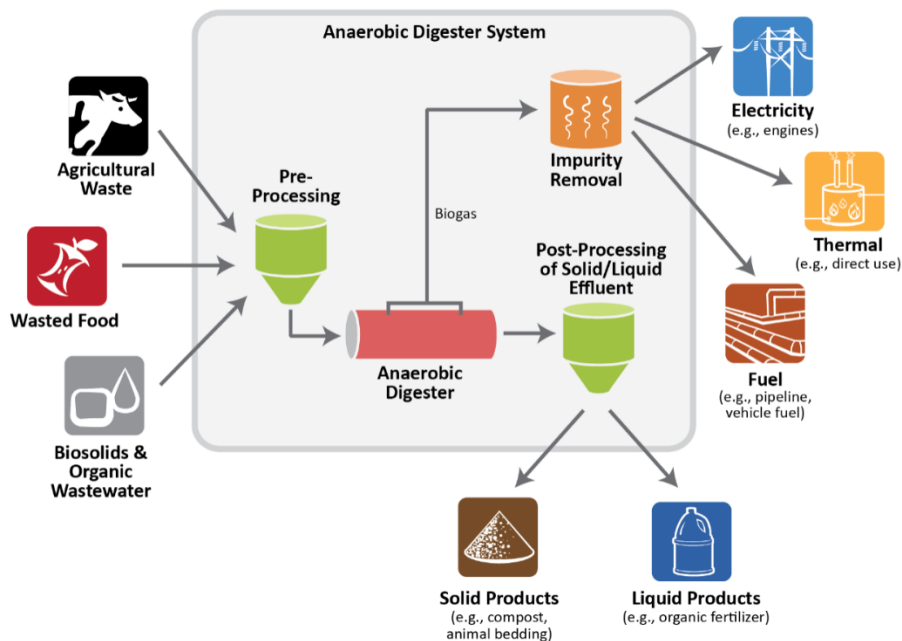 Anaerobic Digester System
Agricultural
Waste
Wasted Food
Biosolids &
Organic
Wastewater
Pre-
Processing
Anaerobic
Digester
Biogas
Impurity
Removal
Post-Processing
of Solid/Liquid
Effluent
Electricity
(e.g., engines)
Thermal
(e.g., direct use)
Fuel
(e.g., pipeline,
vehicle fuel)
Solid Products
(e.g., compost,
animal bedding)
Liquid Products
(e.g., organic fertilizer)